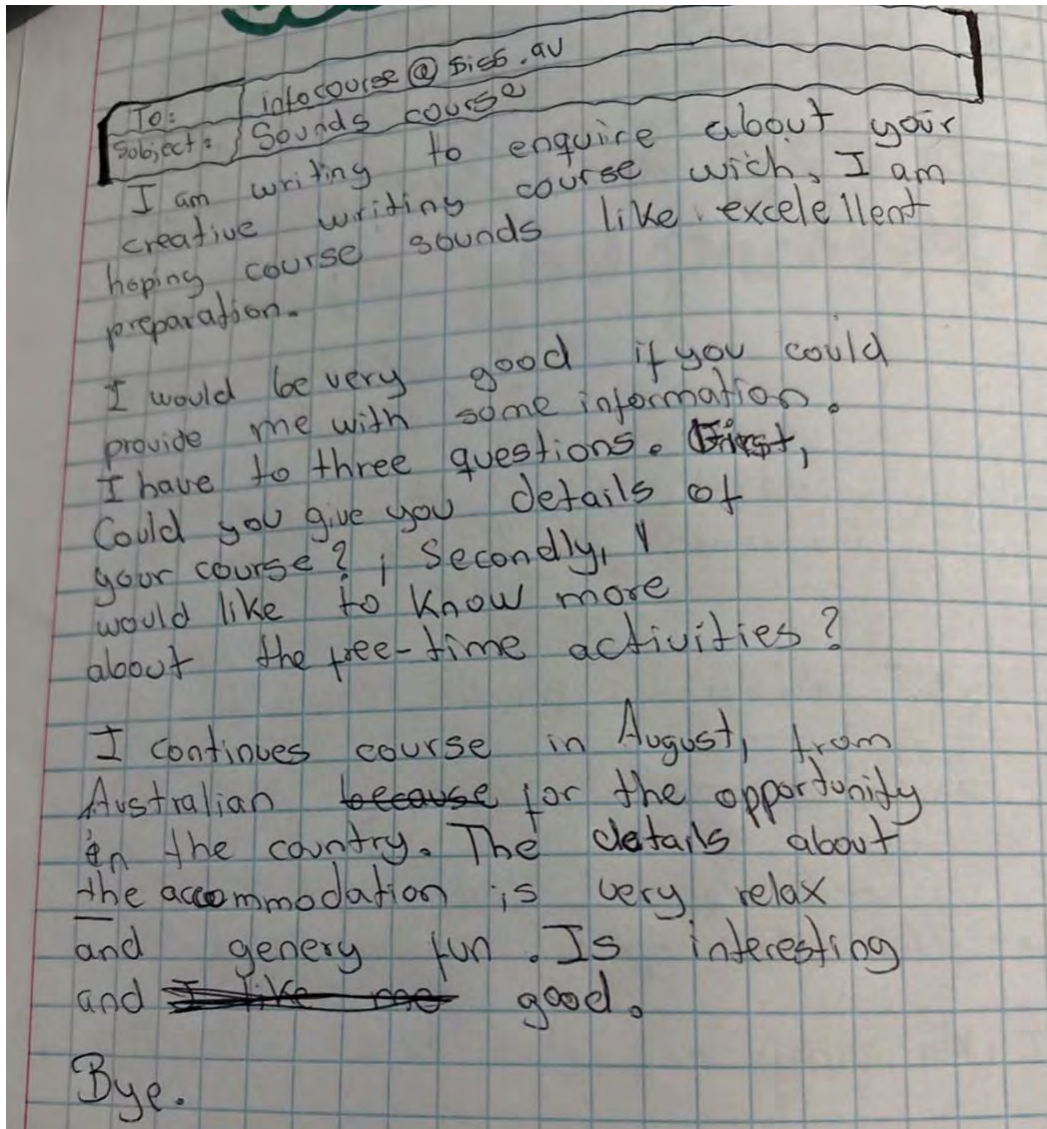 To: infocourse@siss.au
Subject: Sounds course
I am writing to enquire about your
creative writing course wich, I am
hoping course sounds like excelellent
preparation.
I would be very good if you could
provide me with some information.
I have to three questions. First,
Could you give you details of
your course? ; Secondly, Y
would like to know more
about the free-time activities?
I continues course in August, from
Australian because for the opportunity
in the country. The details about
the accommodation is very relax
and genery fun. Is interesting
and I like me good.
Bye.